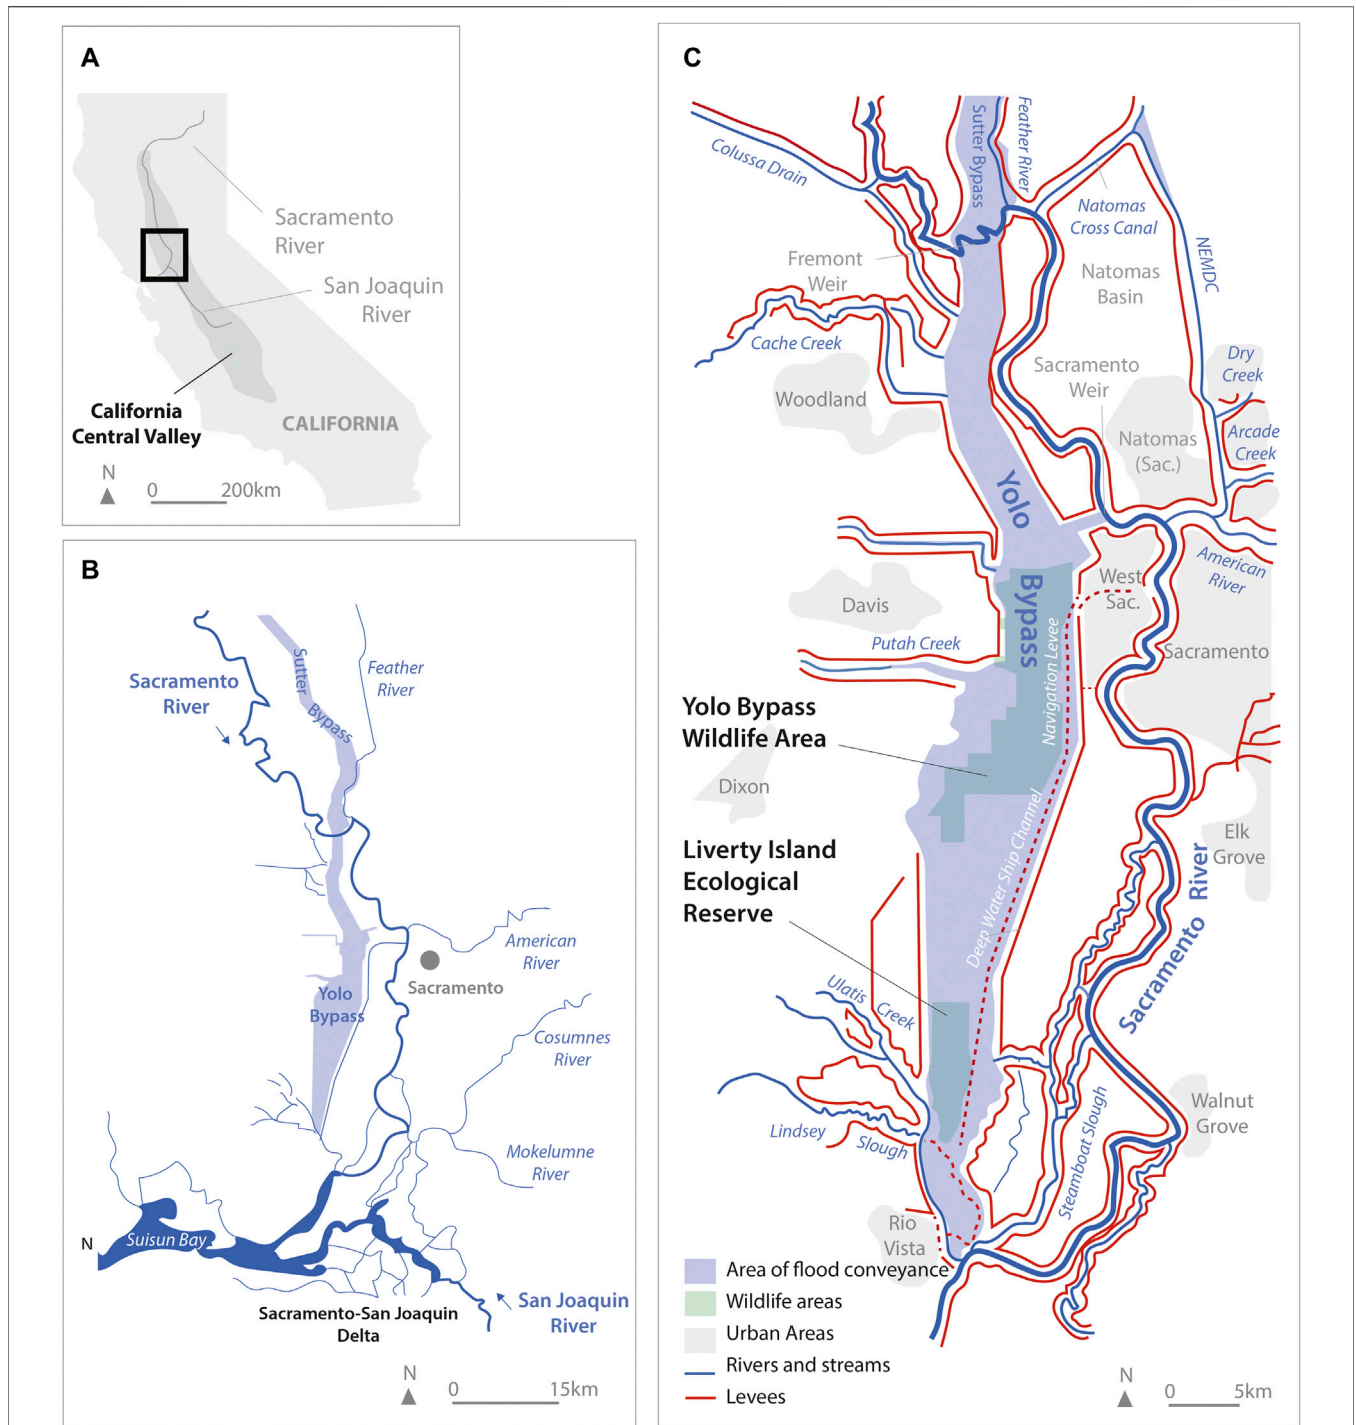 A
Sacramento
River
San Joaquin
River
California
Central Valley
CALIFORNIA
N
0
200km
B
Sutter
Bypass
Feather
River
Sacramento
River
American
River
Sacramento
Yolo
Bypass
Cosumnes
River
Mokelumne
River
N
Suisun Bay
San Joaquin
River
Sacramento-San Joaquin
Delta
N
0
15km
C
Colussa Drain
Sutter Bypass
Feather River
Natomas
Cross Canal
Fremont
Weir
Natomas
Basin
NEMDC
Cache Creek
Sacramento
Weir
Dry
Creek
Woodland
Natomas
(Sac.)
Arcade
Creek
Yolo
Bypass
American
River
West
Sac.
Davis
Putah Creek
Navigation Levee
Sacramento
Yolo Bypass
Wildlife Area
Dixon
Deep Water Ship Channel
Elk
Grove
Liverty Island
Ecological
Reserve
Sacramento River
Ulatis Creek
Lindsey Slough
Steamboat Slough
Walnut
Grove
Rio
Vista
Area of flood conveyance
Wildlife areas
Urban Areas
Rivers and streams
Levees
N
0
5km